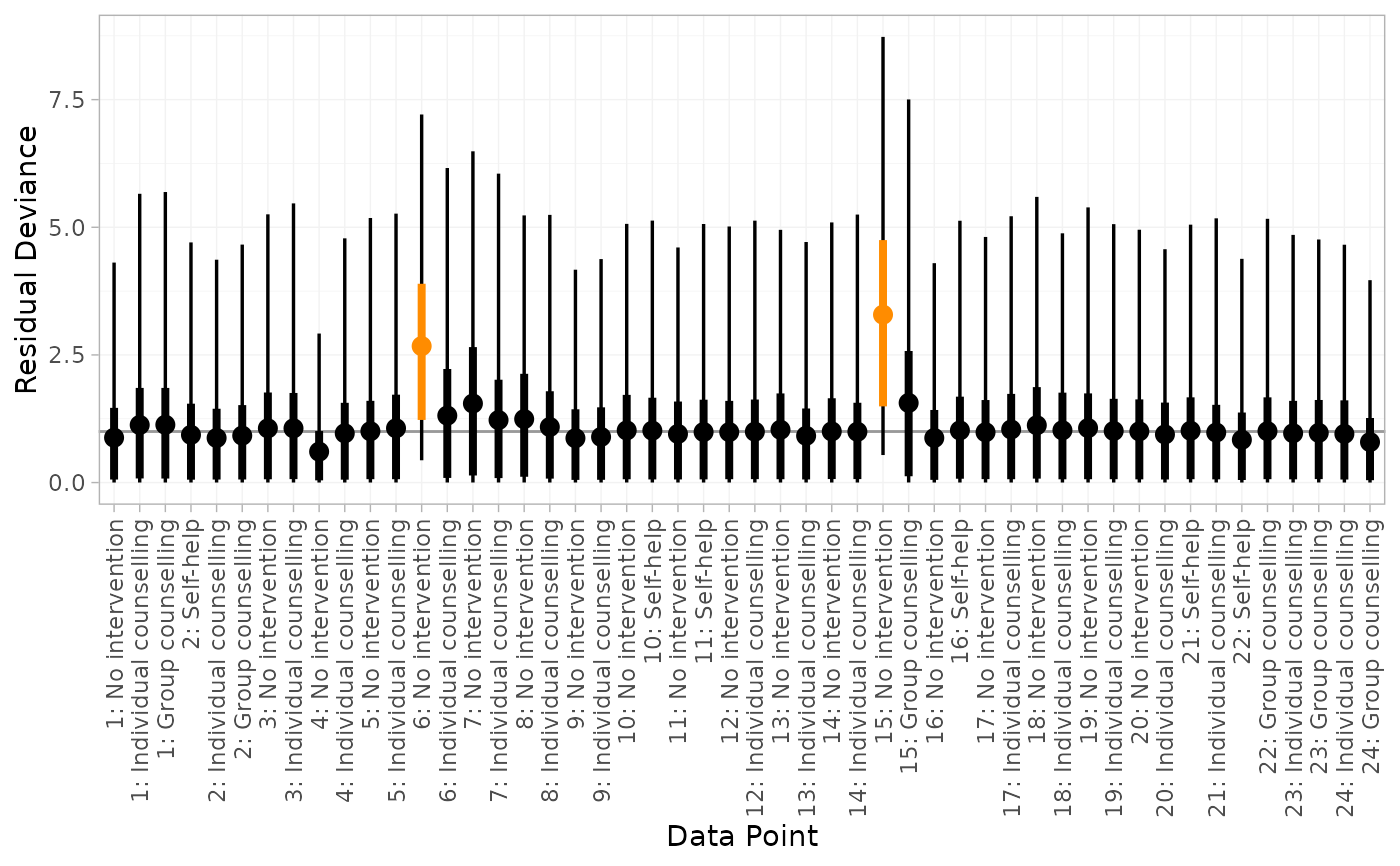 Residual Deviance
7.5
5.0
2.5
0.0
1: No intervention
1: Individual counselling
1: Group counselling
2: Self-help
2: Individual counselling
2: Group counselling
3: No intervention
3: Individual counselling
4: No intervention
4: Individual counselling
5: No intervention
5: Individual counselling
6: No intervention
6: Individual counselling
7: No intervention
7: Individual counselling
8: No intervention
8: Individual counselling
9: No intervention
9: Individual counselling
10: No intervention
10: Self-help
11: No intervention
11: Self-help
12: No intervention
12: Individual counselling
13: No intervention
13: Individual counselling
14: No intervention
14: Individual counselling
15: No intervention
15: Group counselling
16: No intervention
16: Self-help
17: No intervention
17: Individual counselling
18: No intervention
18: Individual counselling
19: No intervention
19: Individual counselling
20: No intervention
20: Individual counselling
21: Self-help
21: Individual counselling
22: Self-help
22: Group counselling
23: Individual counselling
23: Group counselling
24: Individual counselling
24: Group counselling
Data Point